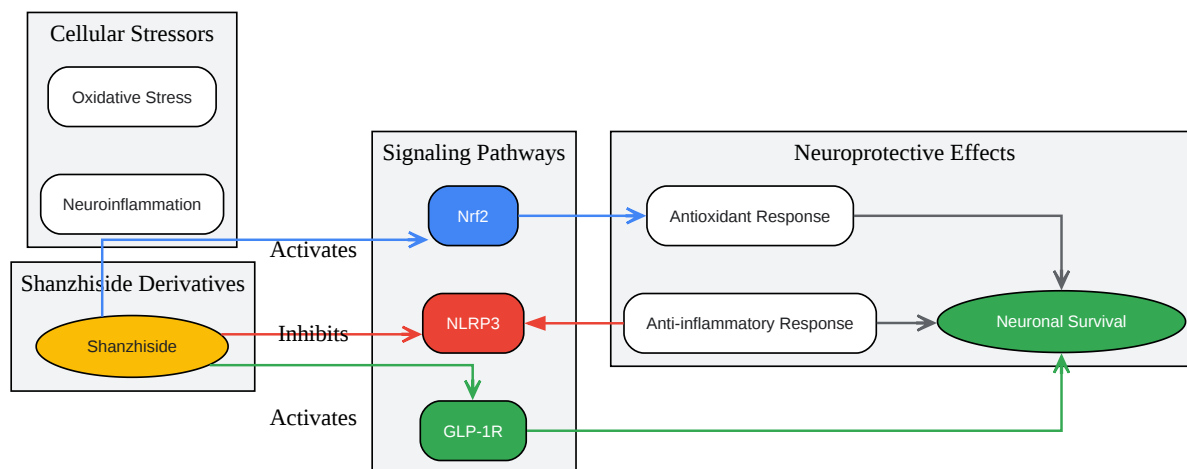 Cellular Stressors
Oxidative Stress
Neuroinflammation
Shanzhiside Derivatives
Shanzhiside
Activates
Inhibits
Activates
Signaling Pathways
Nrf2
NLRP3
GLP-1R
Neuroprotective Effects
Antioxidant Response
Anti-inflammatory Response
Neuronal Survival